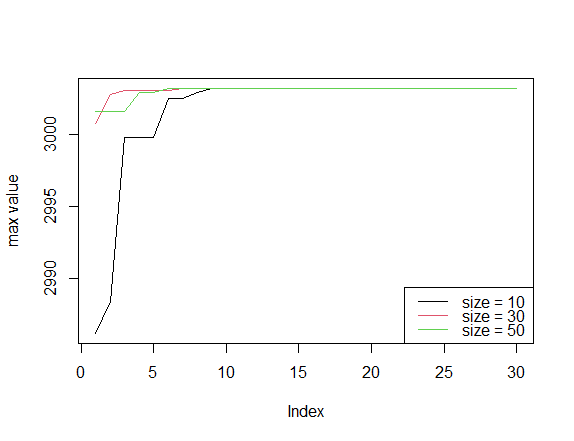 max value
3000
2995
2990
size = 10
size = 30
size = 50
0 5 10 15 20 25 30
Index